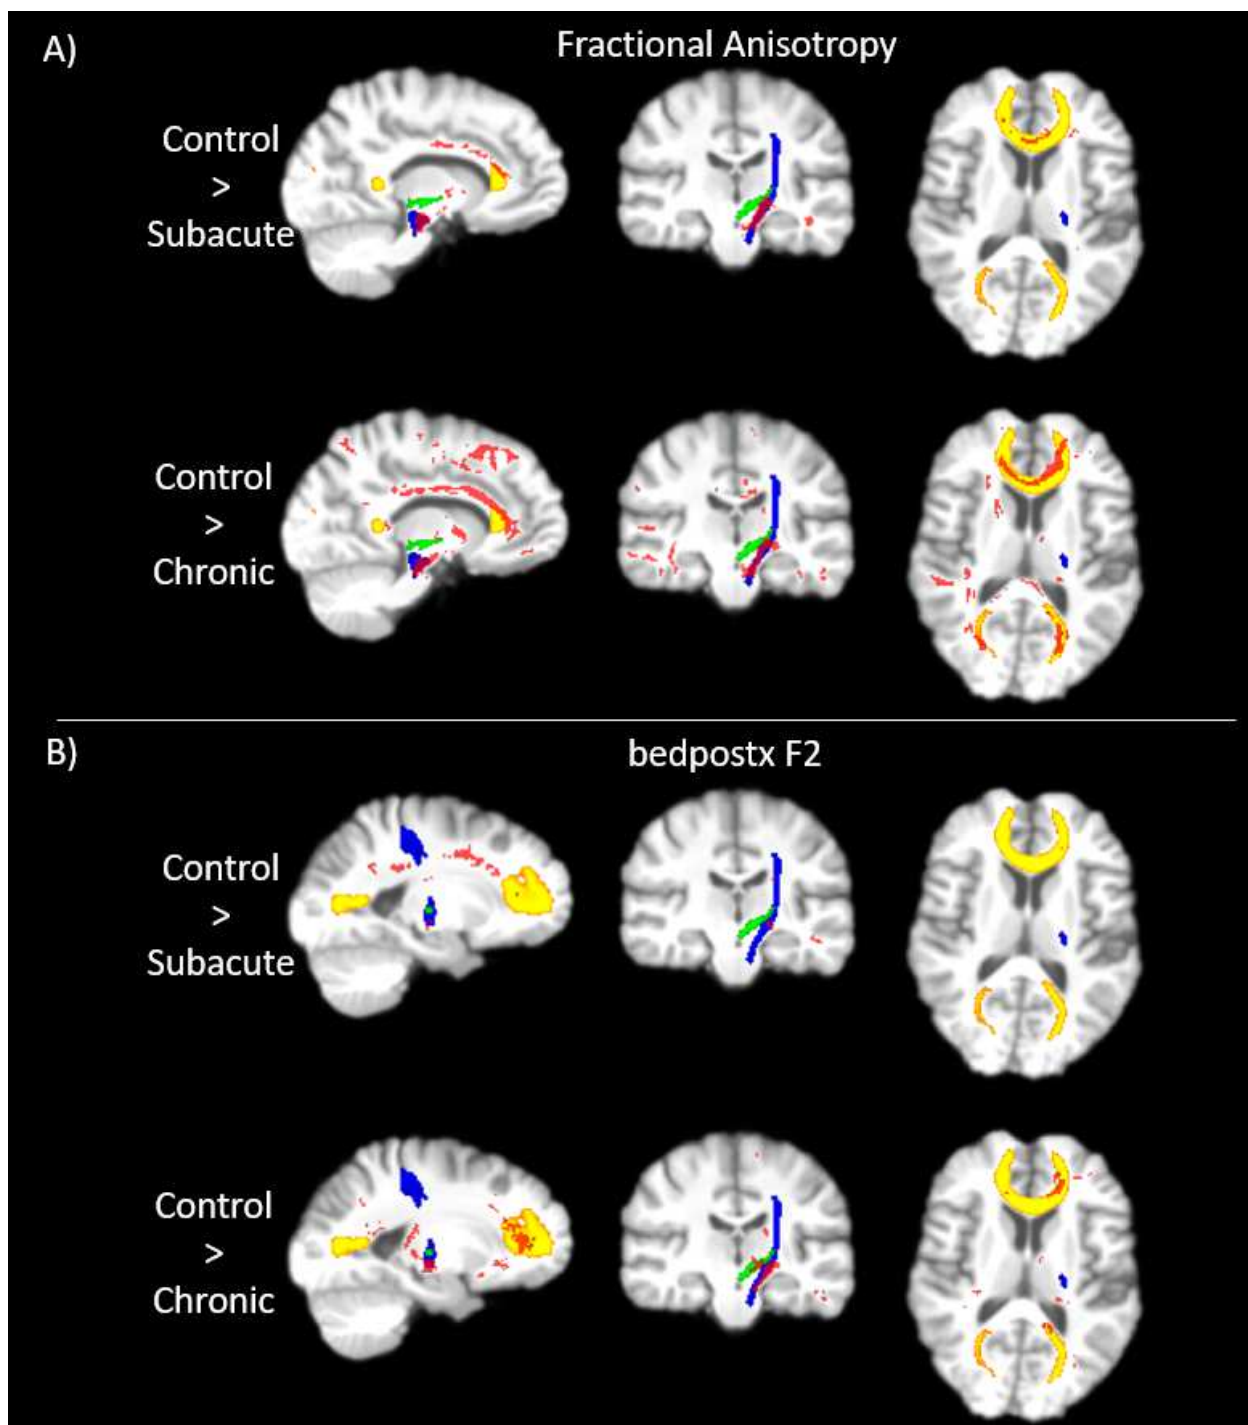 A)
Fractional Anisotropy
Control
>
Subacute
Control
>
Chronic
B)
bedpostx F2
Control
>
Subacute
Control
>
Chronic